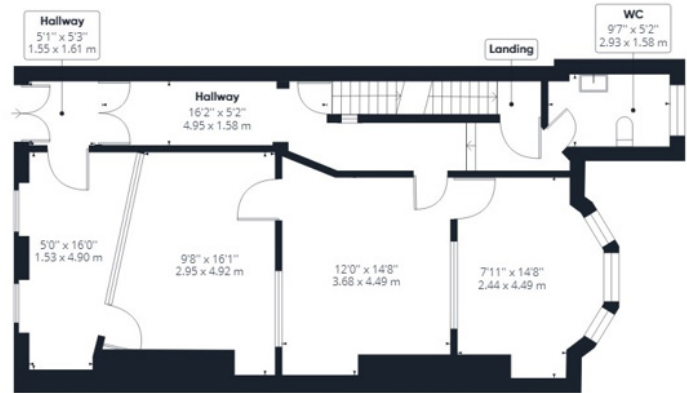 Hallway
5'1" x 5'3"
1.55 x 1.61 m
WC
9'7" x 5'2"
2.93 x 1.58 m
Landing
Hallway
16'2" x 5'2"
4.95 x 1.58 m
5'0" x 16'0"
1.53 x 4.90 m
9'8" x 16'1"
2.95 x 4.92 m
12'0" x 14'8"
3.68 x 4.49 m
7'11" x 14'8"
2.44 x 4.49 m